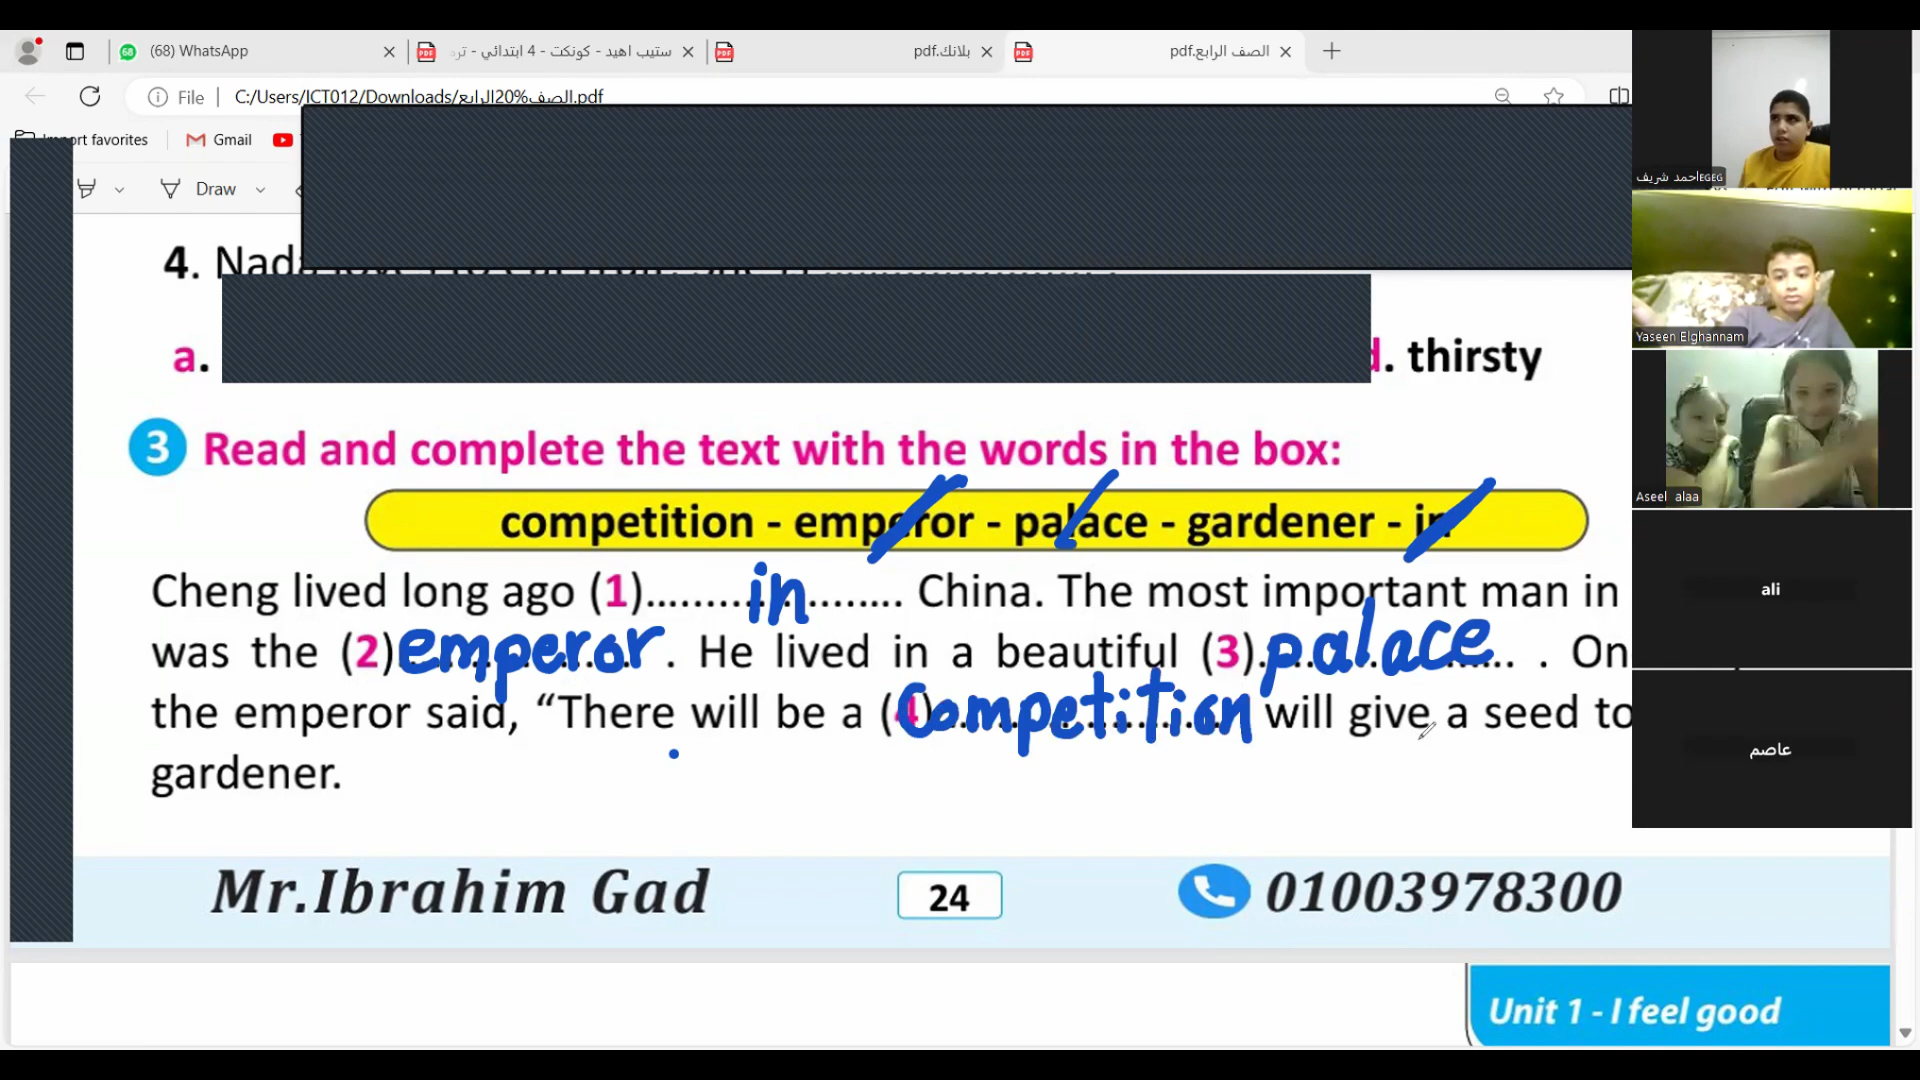 (68) WhatsApp
ستيب اهيد - كونكت - 4 ابتدائي - تر
بلانك.pdf
الصف الرابع.pdf
File C:/Users/ICT012/Downloads/الصف%20الرابع.pdf
favorites
Gmail
Draw
احمد شريفEGEG
4.
a.
d. thirsty
Yaseen Elghannam
3 Read and complete the text with the words in the box:
competition - emperor - palace - gardener - in
Aseel alaa
Cheng lived long ago (1) in China. The most important man in
ali
was the (2) emperor. He lived in a beautiful (3) palace. On
the emperor said, “There will be a (4) Competition will give a seed to
عاصم
gardener.
Mr.Ibrahim Gad 24 01003978300
Unit 1 - I feel good